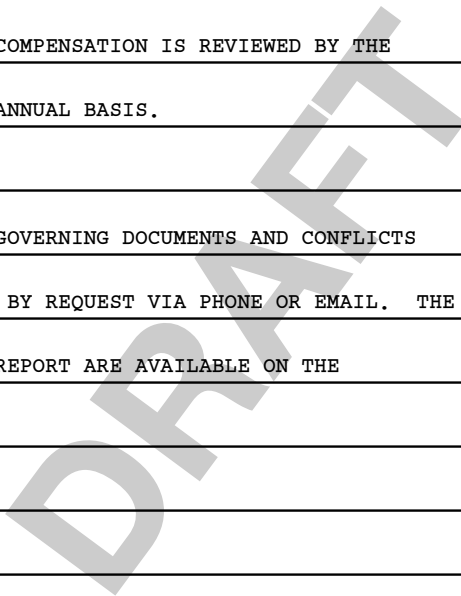 COMPENSATION IS REVIEWED BY THE
ANNUAL BASIS.
GOVERNING DOCUMENTS AND CONFLICTS
BY REQUEST VIA PHONE OR EMAIL. THE
REPORT ARE AVAILABLE ON THE
DRAFT